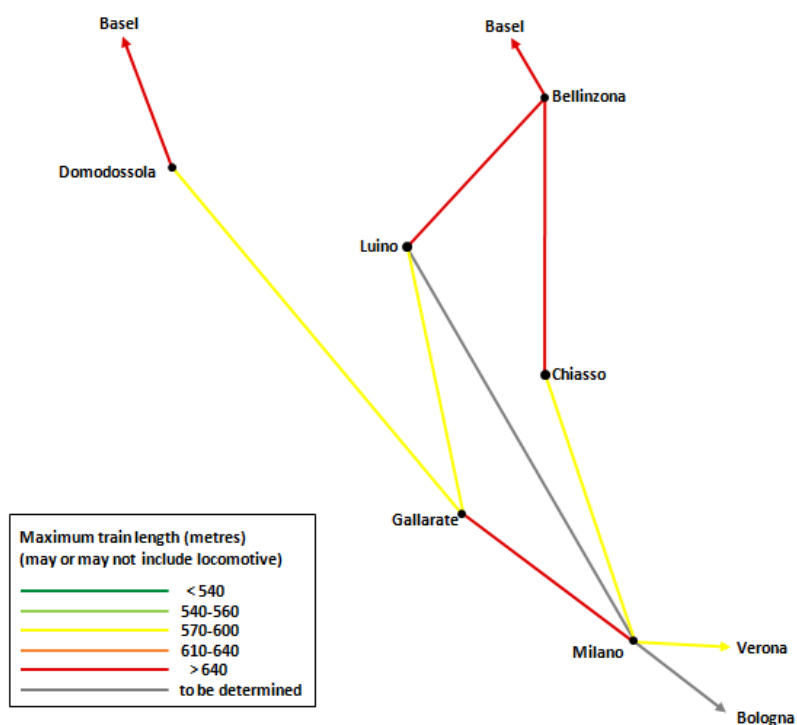 Basel
Basel
Bellinzona
Domodossola
Luino
Chiasso
Gallarate
Maximum train length (metres)
(may or may not include locomotive)
< 540
540-560
570-600
610-640
> 640
to be determined
Milano
Verona
Bologna